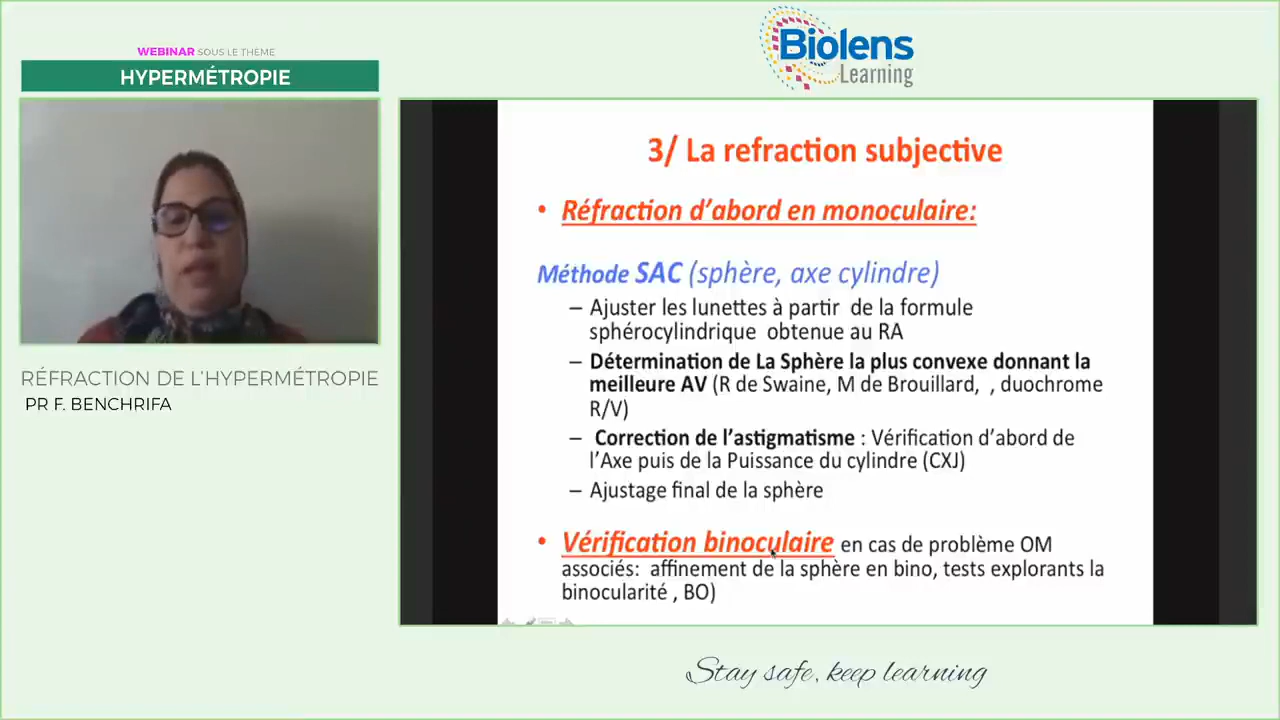 WEBINAR SOUS LE THEME
HYPERMÉTROPIE
Biolens
Learning
RÉFRACTION DE L'HYPERMÉTROPIE
PR F. BENCHRIFA
3/ La refraction subjective
• Réfraction d'abord en monoculaire:
Méthode SAC (sphère, axe cylindre)
– Ajuster les lunettes à partir de la formule
sphérocylindrique obtenue au RA
– Détermination de La Sphère la plus convexe donnant la
meilleure AV (R de Swaine, M de Brouillard, , duochrome
R/V)
– Correction de l'astigmatisme : Vérification d'abord de
l'Axe puis de la Puissance du cylindre (CXJ)
– Ajustage final de la sphère
• Vérification binoculaire en cas de problème OM
associés: affinement de la sphère en bino, tests explorants la
binocularité , BO)
Stay safe, keep learning